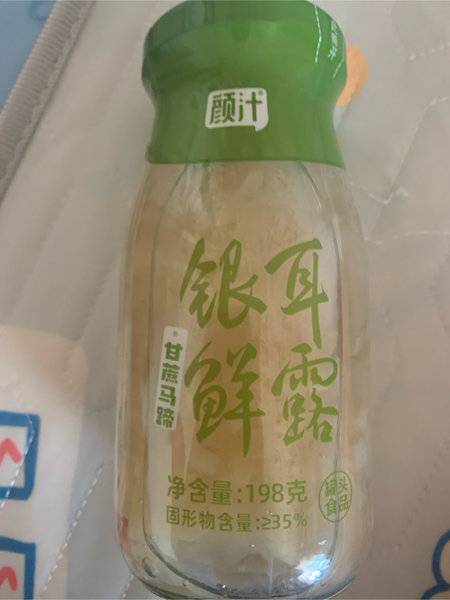 颜汁®
银耳
鲜露
甘蔗马蹄
净含量:198克
固形物含量:≥35%
罐头
食品